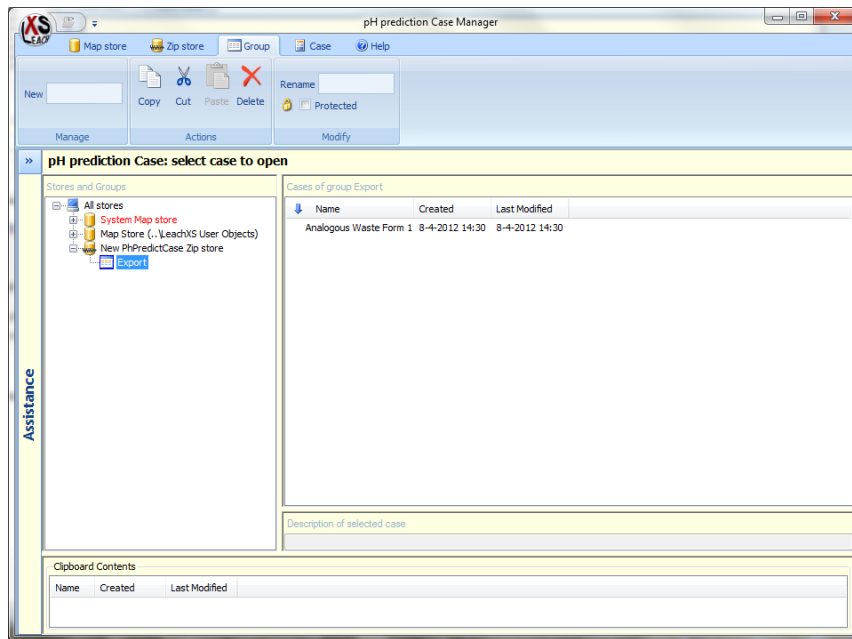 pH prediction Case Manager
XS
LEACH
Map store Zip store Group Case Help
New
Copy Cut Paste Delete
Rename
Protected
Manage Actions Modify
» pH prediction Case: select case to open
Assistance
Stores and Groups
All stores
System Map store
Map Store (..\LeachXS User Objects)
New PhPredictCase Zip store
Export
Cases of group Export
Name Created Last Modified
Analogous Waste Form 1 8-4-2012 14:30 8-4-2012 14:30
Description of selected case
Clipboard Contents
Name Created Last Modified